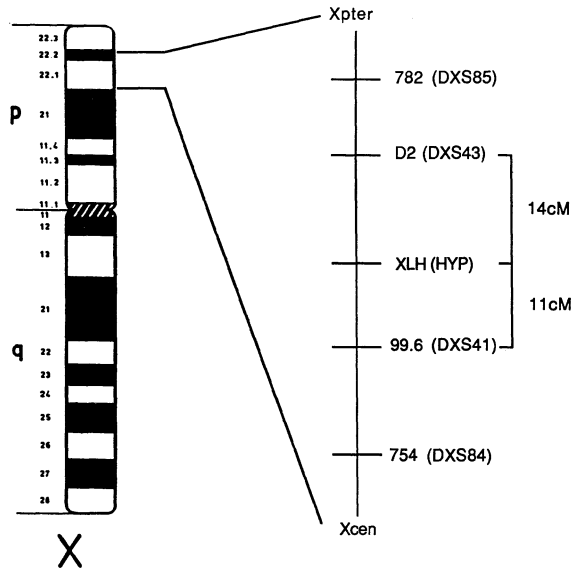 Xpter
22.3
22.2
22.1
782 (DXS85)
p
21
11.4
11.3
D2 (DXS43)
11.2
14cM
11.1
11
12
13
XLH (HYP)
11cM
21
q
22
99.6 (DXS41)
23
24
25
26
754 (DXS84)
27
28
Xcen
X